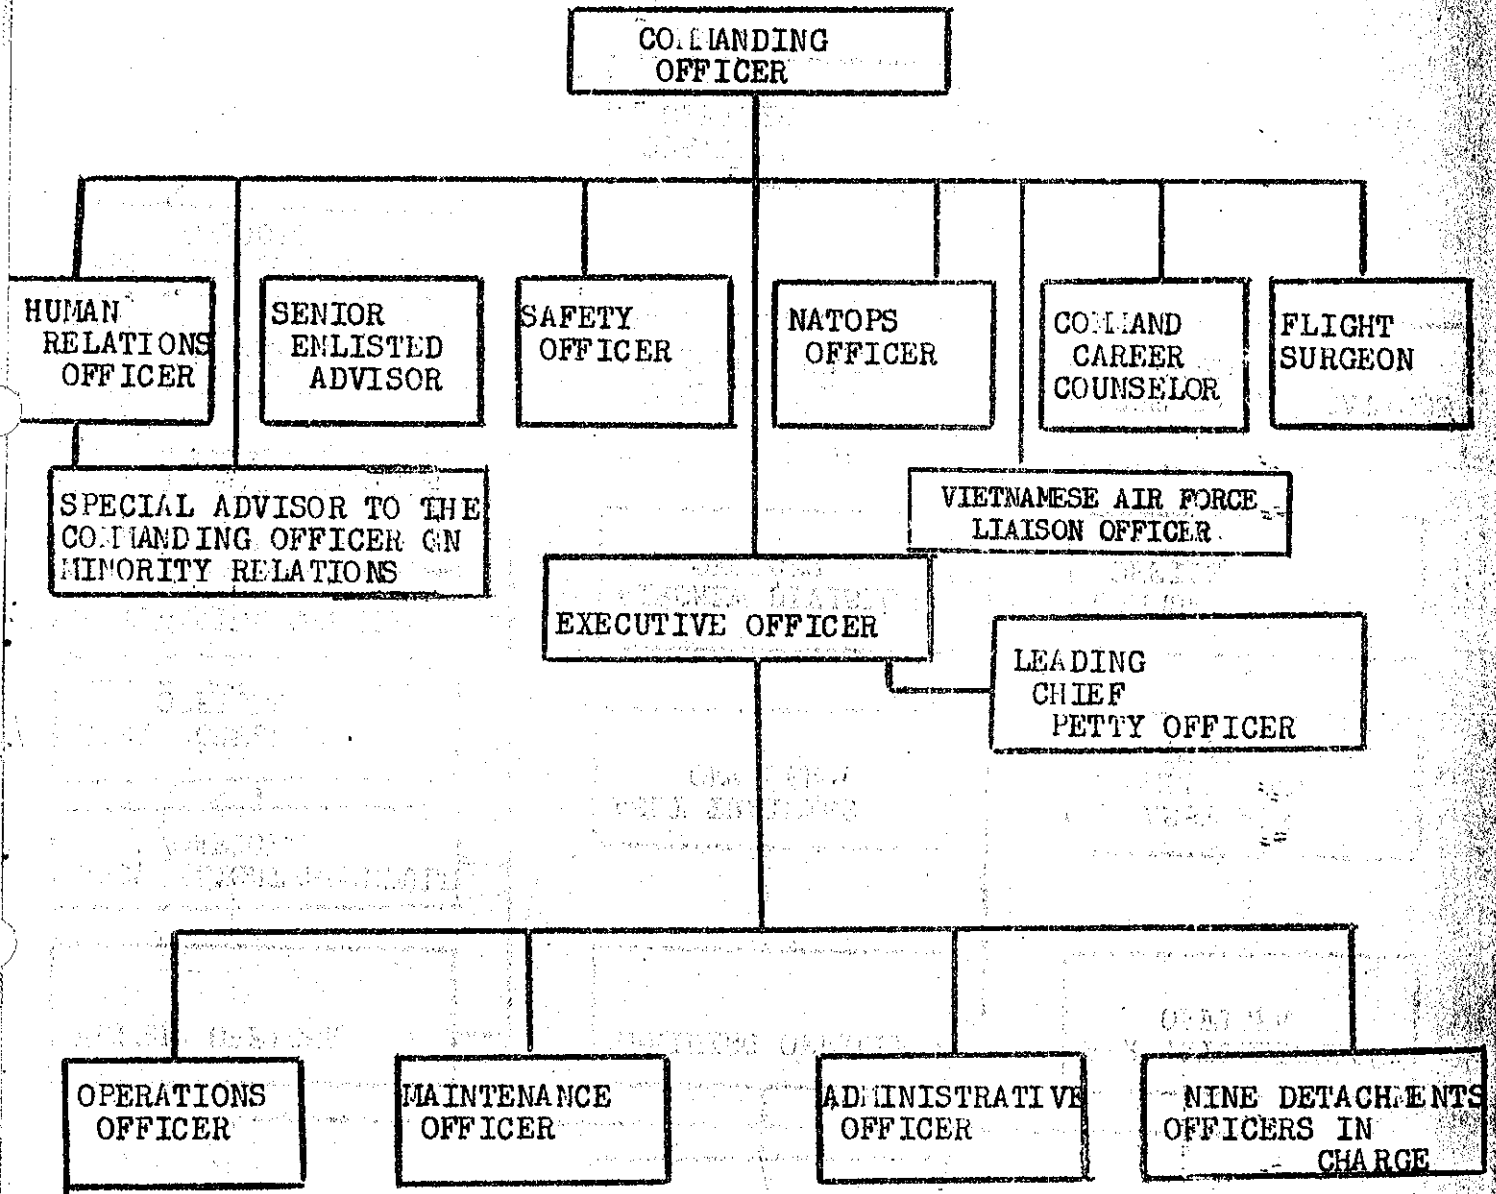 COMMANDING
OFFICER
HUMAN
RELATIONS
OFFICER
SENIOR
ENLISTED
ADVISOR
SAFETY
OFFICER
NATOPS
OFFICER
COMMAND
CAREER
COUNSELOR
FLIGHT
SURGEON
SPECIAL ADVISOR TO THE
COMMANDING OFFICER ON
MINORITY RELATIONS
VIETNAMESE AIR FORCE
LIAISON OFFICER
EXECUTIVE OFFICER
LEADING
CHIEF
PETTY OFFICER
OPERATIONS
OFFICER
MAINTENANCE
OFFICER
ADMINISTRATIVE
OFFICER
NINE DETACHMENTS
OFFICERS IN
CHARGE